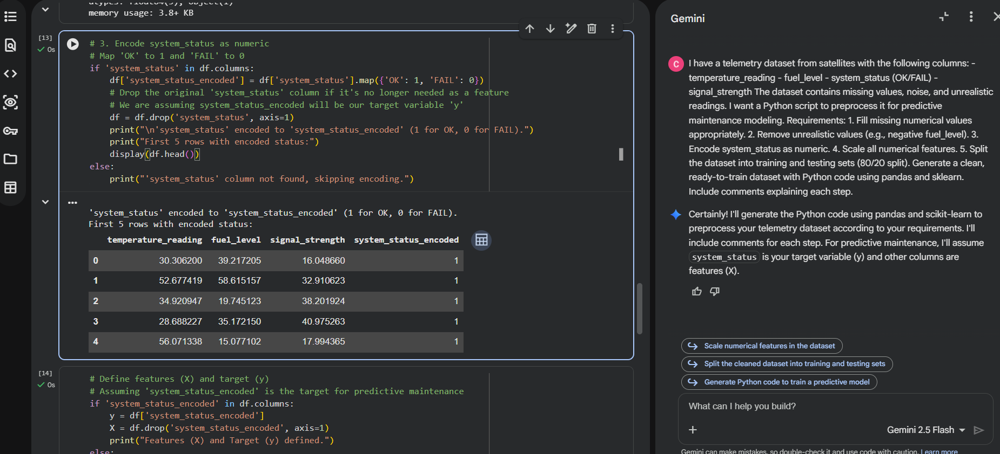 memory usage: 3.8+ KB
[13]
0s
# 3. Encode system_status as numeric
# Map 'OK' to 1 and 'FAIL' to 0
if 'system_status' in df.columns:
df['system_status_encoded'] = df['system_status'].map({'OK': 1, 'FAIL': 0})
# Drop the original 'system_status' column if it's no longer needed as a feature
# We are assuming system_status_encoded will be our target variable 'y'
df = df.drop('system_status', axis=1)
print("\n'system_status' encoded to 'system_status_encoded' (1 for OK, 0 for FAIL).")
print("First 5 rows with encoded status:")
display(df.head())
else:
print("'system_status' column not found, skipping encoding.")
'system_status' encoded to 'system_status_encoded' (1 for OK, 0 for FAIL).
First 5 rows with encoded status:
temperature_reading fuel_level signal_strength system_status_encoded
0 30.306200 39.217205 16.048660 1
1 52.677419 58.615157 32.910623 1
2 34.920947 19.745123 38.201924 1
3 28.688227 35.172150 40.975263 1
4 56.071338 15.077102 17.994365 1
[14]
0s
# Define features (X) and target (y)
# Assuming 'system_status_encoded' is the target for predictive maintenance
if 'system_status_encoded' in df.columns:
y = df['system_status_encoded']
X = df.drop('system_status_encoded', axis=1)
print("Features (X) and Target (y) defined.")
else:
Gemini
C
I have a telemetry dataset from satellites with the following columns: -
temperature_reading - fuel_level - system_status (OK/FAIL) -
signal_strength The dataset contains missing values, noise, and unrealistic
readings. I want a Python script to preprocess it for predictive
maintenance modeling. Requirements: 1. Fill missing numerical values
appropriately. 2. Remove unrealistic values (e.g., negative fuel_level). 3.
Encode system_status as numeric. 4. Scale all numerical features. 5. Split
the dataset into training and testing sets (80/20 split). Generate a clean,
ready-to-train dataset with Python code using pandas and sklearn.
Include comments explaining each step.
Certainly! I'll generate the Python code using pandas and scikit-learn to
preprocess your telemetry dataset according to your requirements. I'll
include comments for each step. For predictive maintenance, I'll assume
system_status is your target variable (y) and other columns are
features (X).
Scale numerical features in the dataset
Split the cleaned dataset into training and testing sets
Generate Python code to train a predictive model
What can I help you build?
Gemini 2.5 Flash
Gemini can make mistakes, so double-check it and use code with caution. Learn more